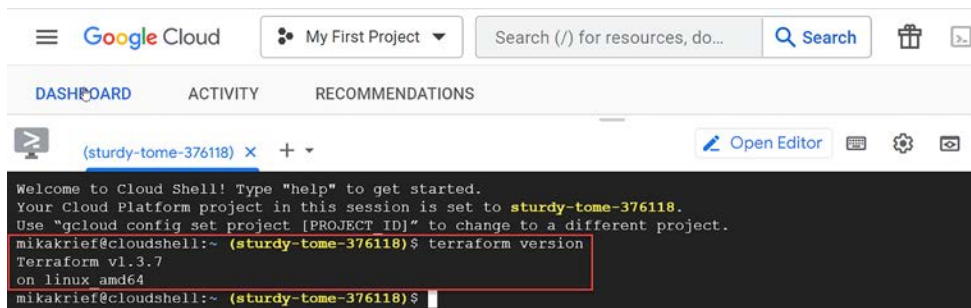 Google Cloud My First Project Search (/) for resources, do... Search
DASHBOARD ACTIVITY RECOMMENDATIONS
(sturdy-tome-376118) Open Editor
Welcome to Cloud Shell! Type "help" to get started.
Your Cloud Platform project in this session is set to sturdy-tome-376118.
Use “gcloud config set project [PROJECT_ID]” to change to a different project.
mikakrief@cloudshell:~ (sturdy-tome-376118)$ terraform version
Terraform v1.3.7
on linux_amd64
mikakrief@cloudshell:~ (sturdy-tome-376118)$